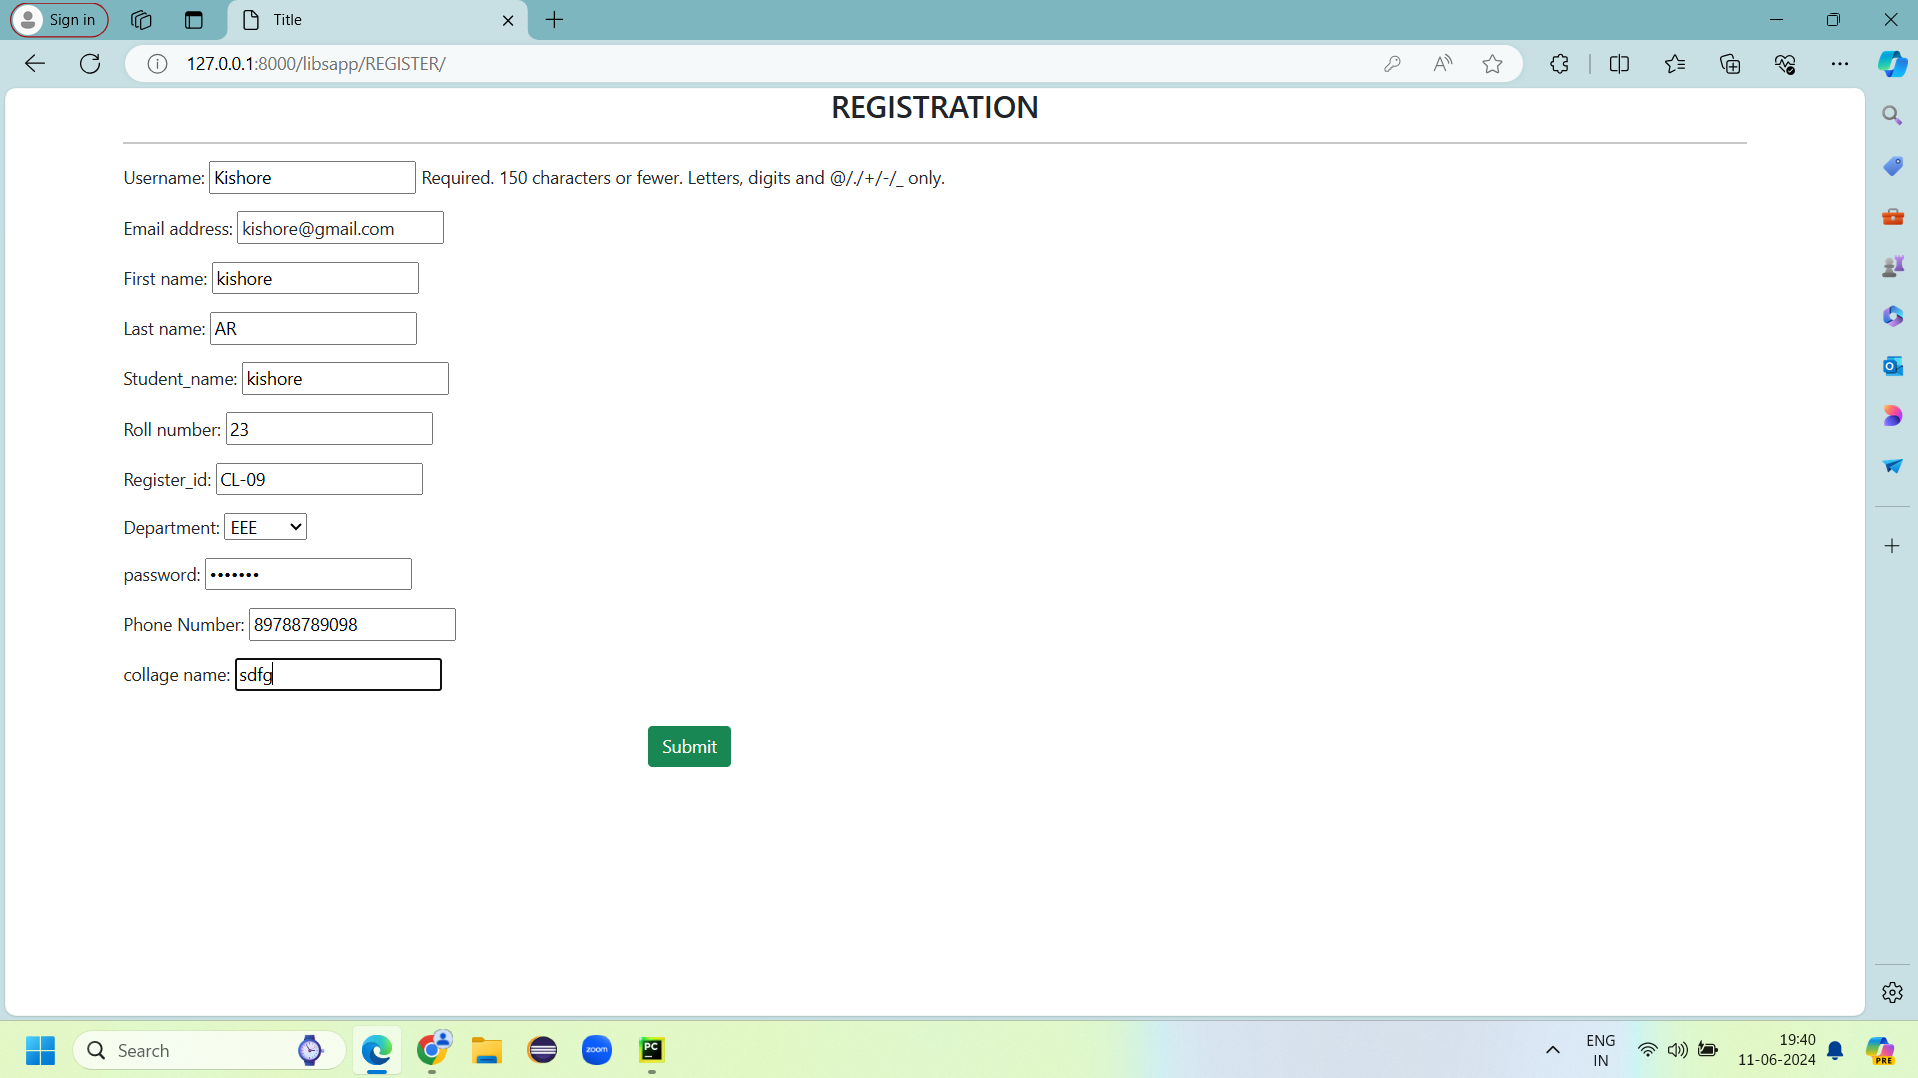 Sign in
Title
127.0.0.1:8000/libsapp/REGISTER/
REGISTRATION
Username: Kishore Required. 150 characters or fewer. Letters, digits and @/./+/-/_ only.
Email address: kishore@gmail.com
First name: kishore
Last name: AR
Student_name: kishore
Roll number: 23
Register_id: CL-09
Department: EEE
password: •••••••
Phone Number: 89788789098
collage name: sdfg
Submit
Search
zoom
PC
ENG
IN
19:40
11-06-2024
PRE